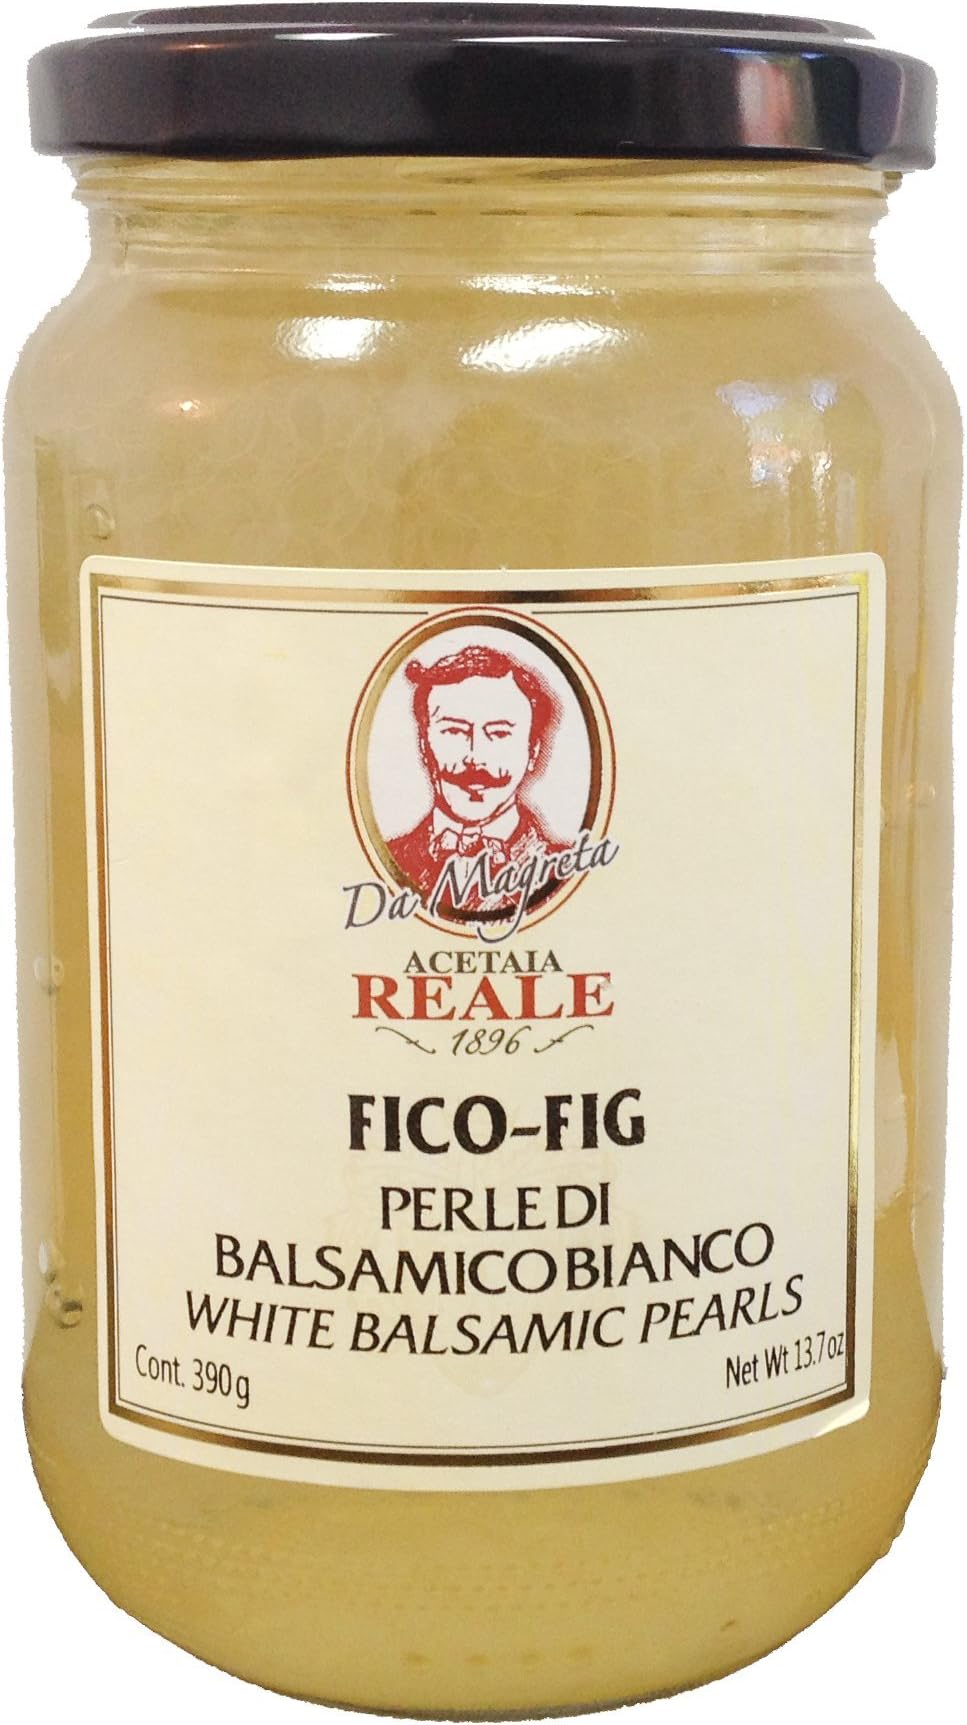 Da Magreta
ACETAIA
REALE
1896
FICO-FIG
PERLE DI
BALSAMICO BIANCO
WHITE BALSAMIC PEARLS
Cont. 390g
Net Wt 13.7 oz